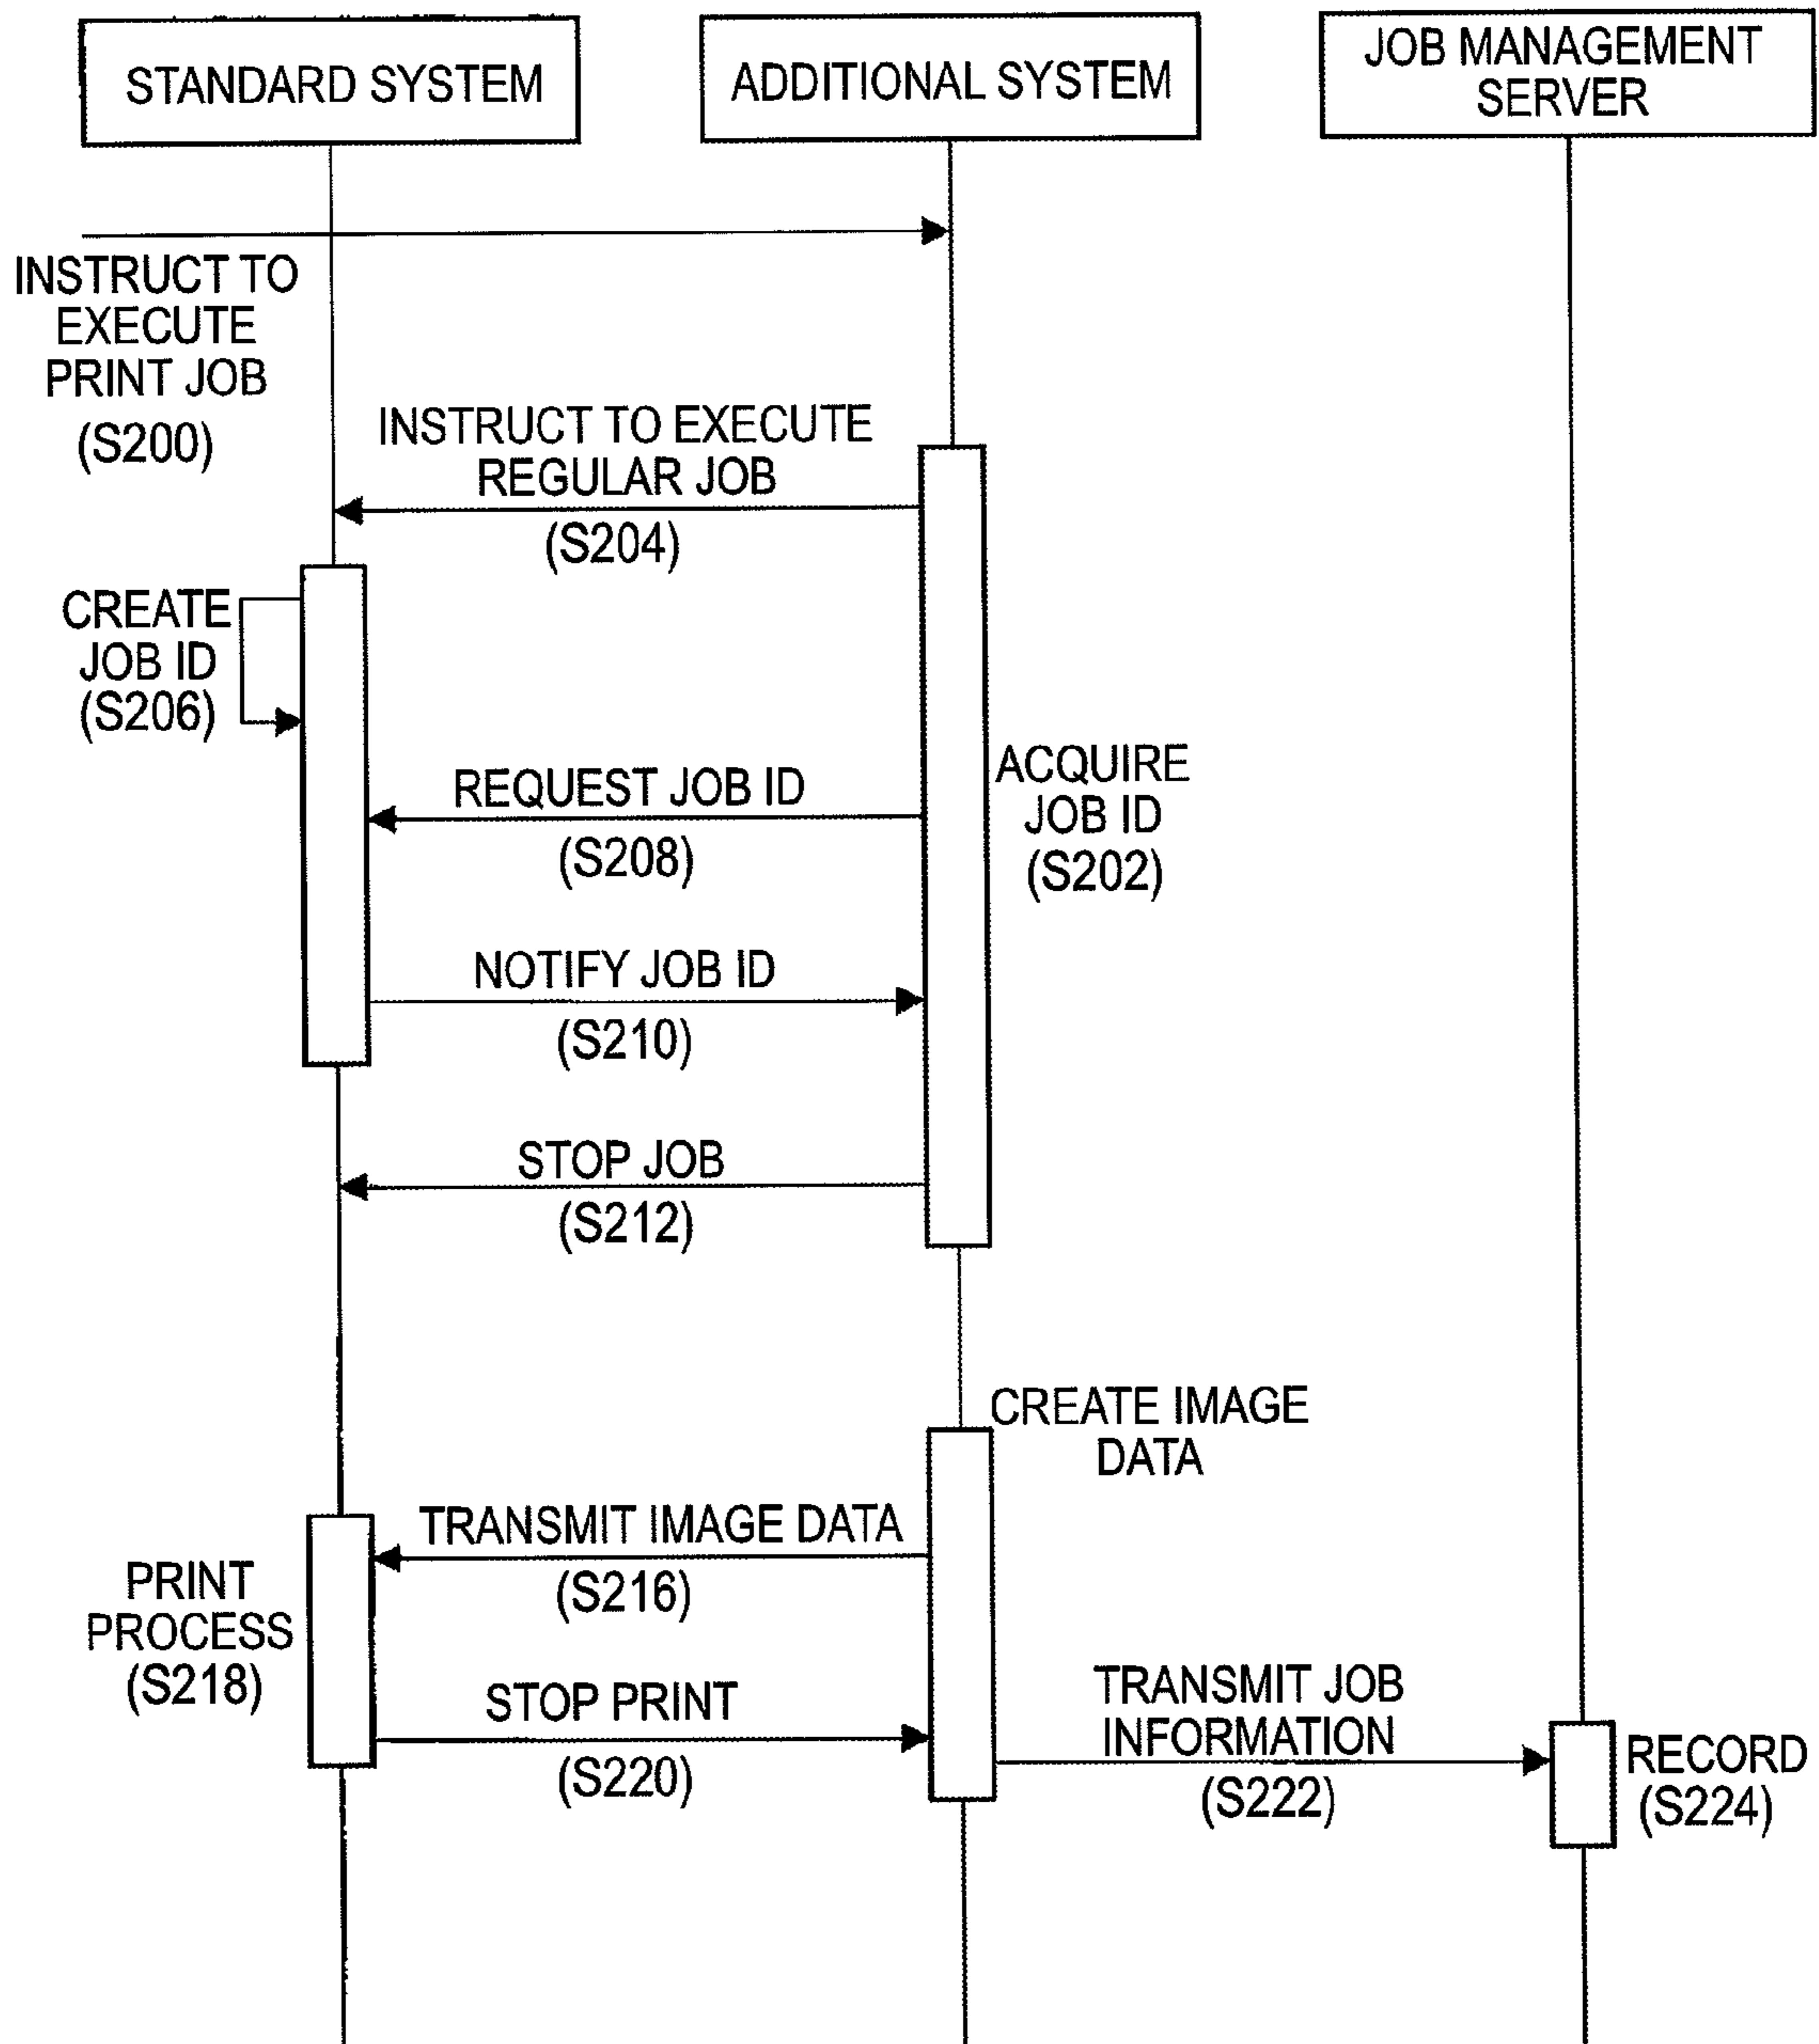 STANDARD SYSTEM
ADDITIONAL SYSTEM
JOB MANAGEMENT
SERVER
INSTRUCT TO
EXECUTE
PRINT JOB
(S200)
INSTRUCT TO EXECUTE
REGULAR JOB
(S204)
CREATE
JOB ID
(S206)
REQUEST JOB ID
(S208)
ACQUIRE
JOB ID
(S202)
NOTIFY JOB ID
(S210)
STOP JOB
(S212)
CREATE IMAGE
DATA
TRANSMIT IMAGE DATA
(S216)
PRINT
PROCESS
(S218)
STOP PRINT
(S220)
TRANSMIT JOB
INFORMATION
(S222)
RECORD
(S224)